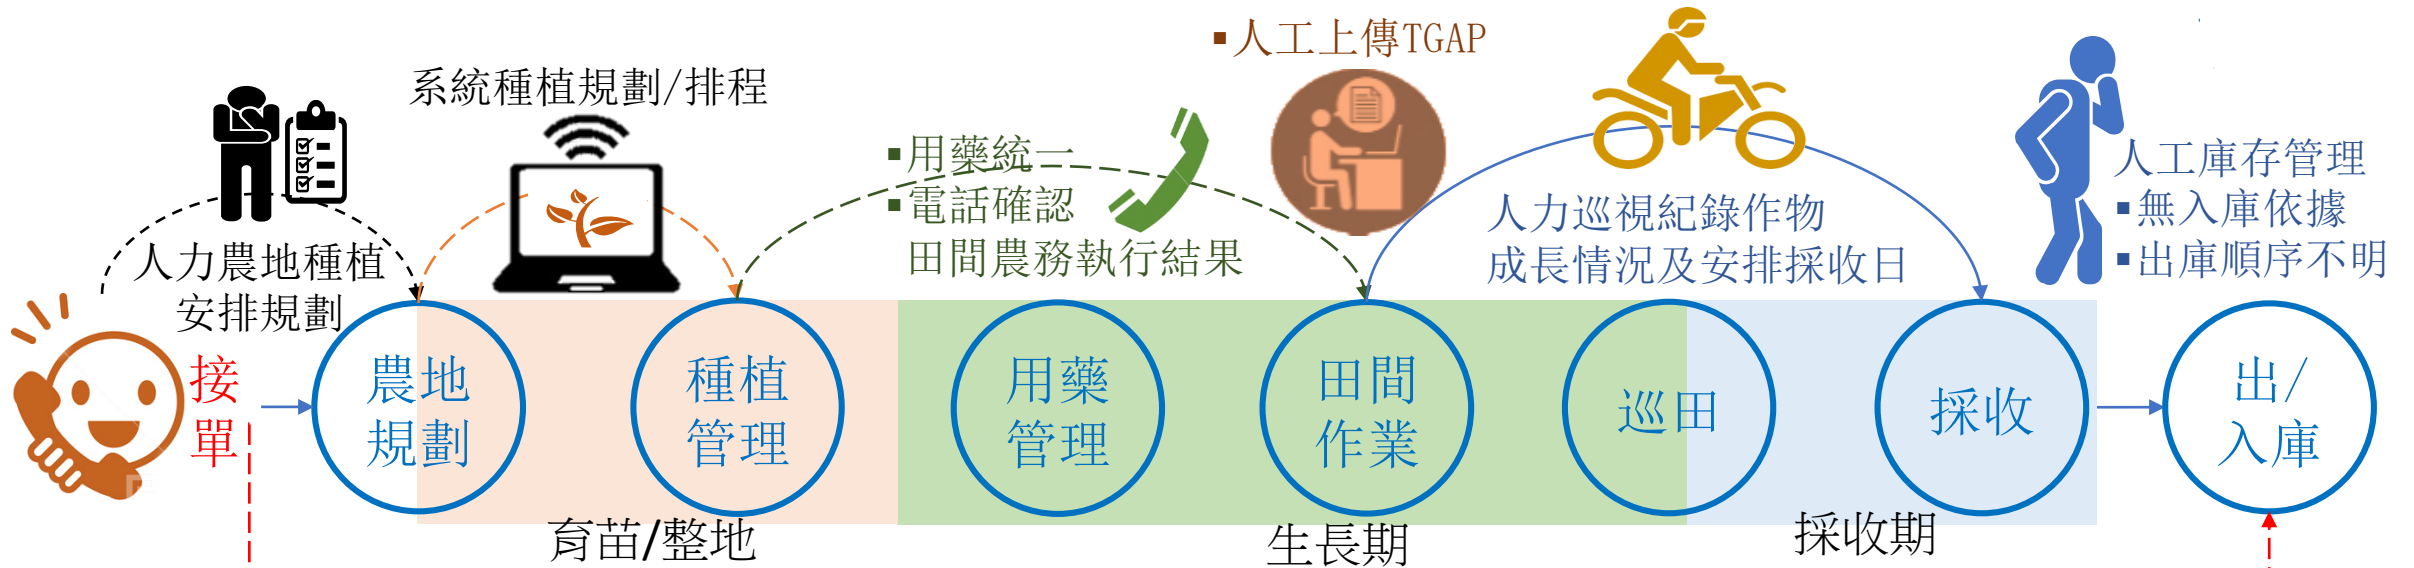 ▪人工上傳TGAP
系統種植規劃/排程
▪用藥統一
▪電話確認
田間農務執行結果
人工庫存管理
▪無入庫依據
▪出庫順序不明
人力巡視紀錄作物
成長情況及安排採收日
人力農地種植
安排規劃
接
單
農地
規劃
種植
管理
用藥
管理
田間
作業
巡田
採收
出/
入庫
育苗/整地
生長期
採收期